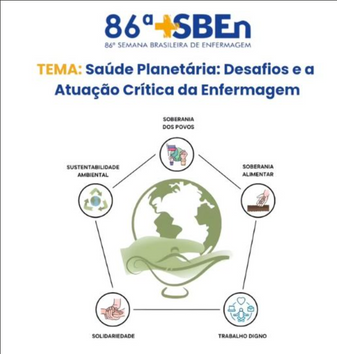 86ª SBEn
86ª SEMANA BRASILEIRA DE ENFERMAGEM
TEMA: Saúde Planetária: Desafios e a
Atuação Crítica da Enfermagem
SOBERANIA
DOS POVOS
SUSTENTABILIDADE
AMBIENTAL
SOBERANIA
ALIMENTAR
SOLIDARIEDADE
TRABALHO DIGNO